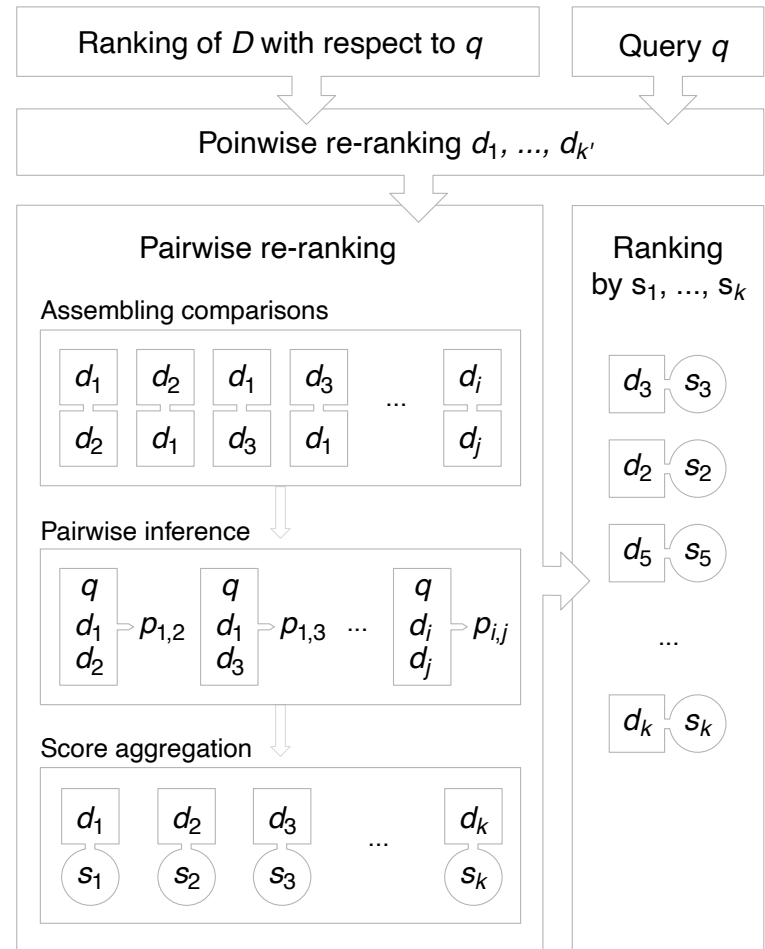 Ranking of D with respect to q
Query q
Poinwise re-ranking d1, ..., dk'
Pairwise re-ranking
Assembling comparisons
d1 d2 d1 d3 ... di
d2 d1 d3 d1 dj
Pairwise inference
q q q
d1 p1,2 d1 p1,3 ... di pi,j
d2 d3 dj
Score aggregation
d1 d2 d3 ... dk
s1 s2 s3 sk
Ranking
by s1, ..., sk
d3 s3
d2 s2
d5 s5
...
dk sk